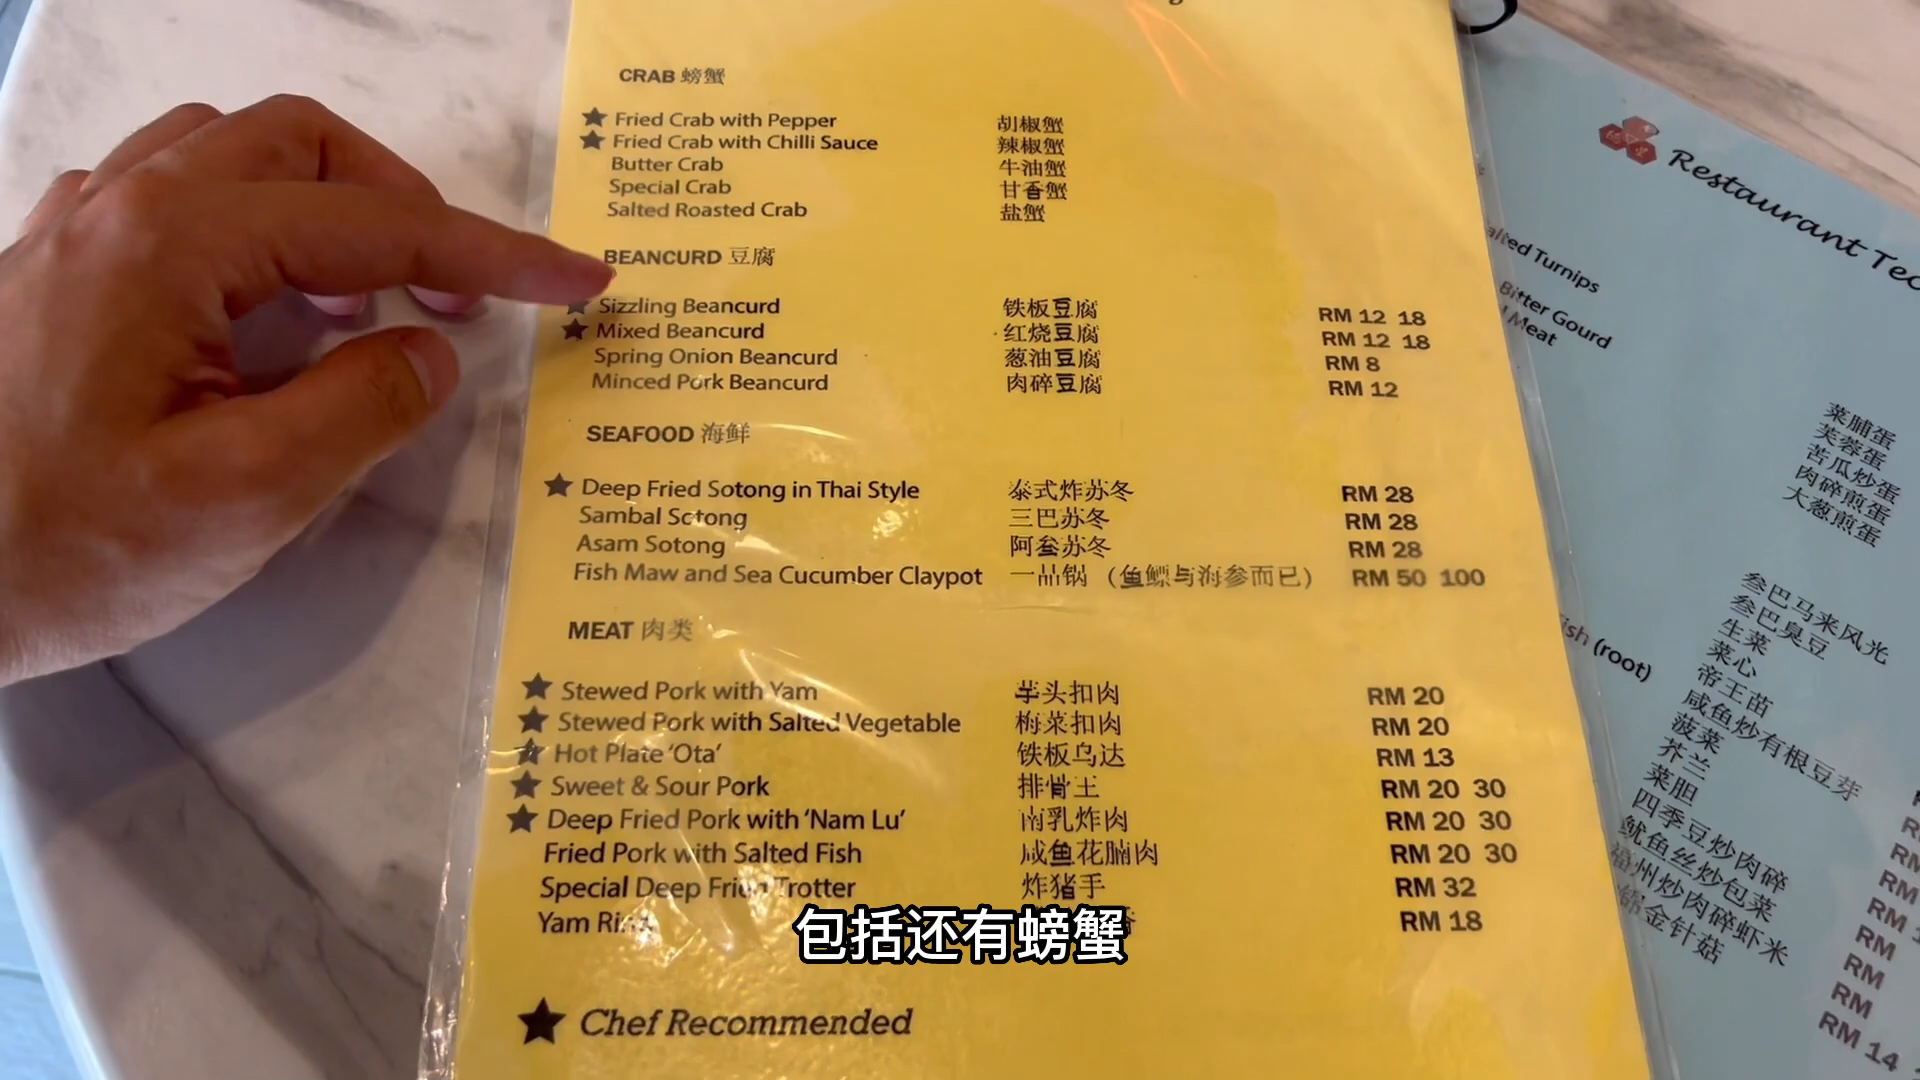 CRAB 螃蟹
★ Fried Crab with Pepper 胡椒蟹
★ Fried Crab with Chilli Sauce 辣椒蟹
Butter Crab 牛油蟹
Special Crab 甘香蟹
Salted Roasted Crab 盐蟹
BEANCURD 豆腐
★ Sizzling Beancurd 铁板豆腐 RM 12 18
★ Mixed Beancurd 红烧豆腐 RM 12 18
Spring Onion Beancurd 葱油豆腐 RM 8
Minced Pork Beancurd 肉碎豆腐 RM 12
SEAFOOD 海鲜
★ Deep Fried Sotong in Thai Style 泰式炸苏冬 RM 28
Sambal Sotong 三巴苏冬 RM 28
Asam Sotong 阿叁苏冬 RM 28
Fish Maw and Sea Cucumber Claypot 一品锅 (鱼鳔与海参而已) RM 50 100
MEAT 肉类
★ Stewed Pork with Yam 芋头扣肉 RM 20
★ Stewed Pork with Salted Vegetable 梅菜扣肉 RM 20
★ Hot Plate 'Ota' 铁板乌达 RM 13
★ Sweet & Sour Pork 排骨王 RM 20 30
★ Deep Fried Pork with 'Nam Lu' 南乳炸肉 RM 20 30
Fried Pork with Salted Fish 咸鱼花腩肉 RM 20 30
Special Deep Fried Trotter 炸猪手 RM 32
Yam RM 18
★ Chef Recommended
包括还有螃蟹
Restaurant
Turnips
Bitter Gourd
Meat
菜脯蛋
芙蓉蛋
苦瓜炒蛋
肉碎煎蛋
大葱煎蛋
叁巴马来风光
叁巴臭豆
生菜
菜心
帝王苗
(root) 咸鱼炒有根豆芽
菠菜
芥兰
菜胆
四季豆炒肉碎
鱿鱼丝炒包菜
福州炒肉碎虾米
金针菇
RM
RM
RM
RM
RM
RM
RM 14